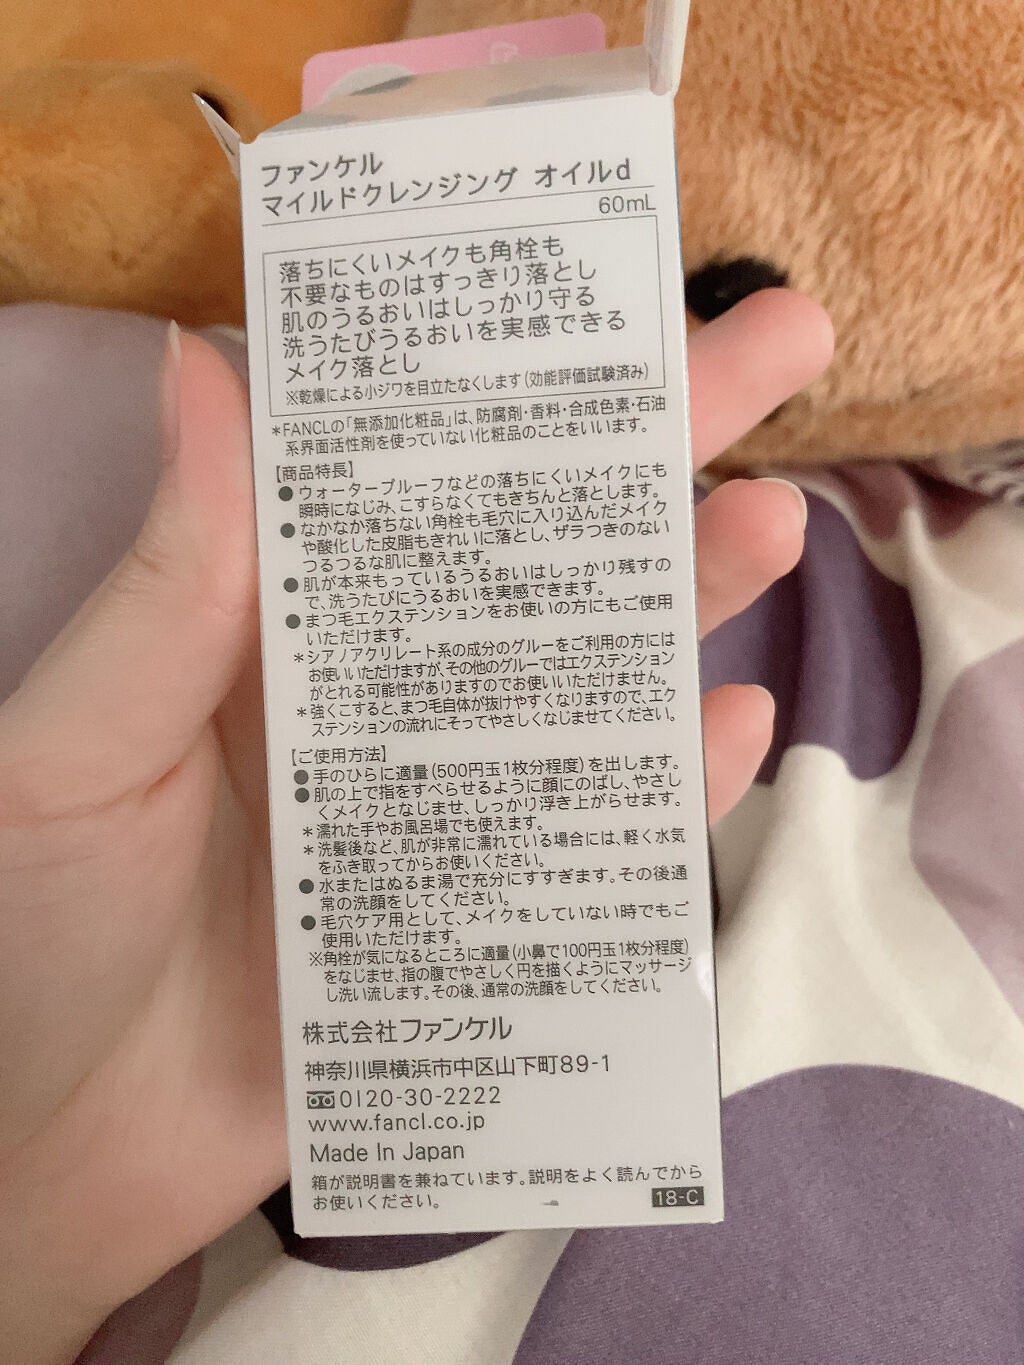 ファンケル
マイルドクレンジング オイルd
60mL
落ちにくいメイクも角栓も
不要なものはすっきり落とし
肌のうるおいはしっかり守る
洗うたびうるおいを実感できる
メイク落とし
※乾燥による小ジワを目立たなくします(効能評価試験済み)
*FANCLの「無添加化粧品」は、防腐剤・香料・合成色素・石油
系界面活性剤を使っていない化粧品のことをいいます。
【商品特長】
●ウォータープルーフなどの落ちにくいメイクにも
瞬時になじみ、こすらなくてもきちんと落とします。
●なかなか落ちない角栓も毛穴に入り込んだメイク
や酸化した皮脂もきれいに落とし、ザラつきのない
つるつるな肌に整えます。
●肌が本来もっているうるおいはしっかり残すの
で、洗うたびにうるおいを実感できます。
●まつ毛エクステンションをお使いの方にもご使用
いただけます。
*シアノアクリレート系の成分のグルーをご利用の方には
お使いいただけますが、その他のグルーではエクステンション
がとれる可能性がありますのでお使いいただけません。
*強くこすると、まつ毛自体が抜けやすくなりますので、エク
ステンションの流れにそってやさしくなじませてください。
【ご使用方法】
●手のひらに適量(500円玉1枚分程度)を出します。
●肌の上で指をすべらせるように顔にのばし、やさし
くメイクとなじませ、しっかり浮き上がらせます。
*濡れた手やお風呂場でも使えます。
*洗髪後など、肌が非常に濡れている場合には、軽く水気
をふき取ってからお使いください。
●水またはぬるま湯で充分にすすぎます。その後通
常の洗顔をしてください。
●毛穴ケア用として、メイクをしていない時でもご
使用いただけます。
※角栓が気になるところに適量(小鼻で100円玉1枚分程度)
をなじませ、指の腹でやさしく円を描くようにマッサージ
し洗い流します。その後、通常の洗顔をしてください。
株式会社ファンケル
神奈川県横浜市中区山下町89-1
0120-30-2222
www.fancl.co.jp
Made In Japan
箱が説明書を兼ねています。説明をよく読んでから
お使いください。
18-C